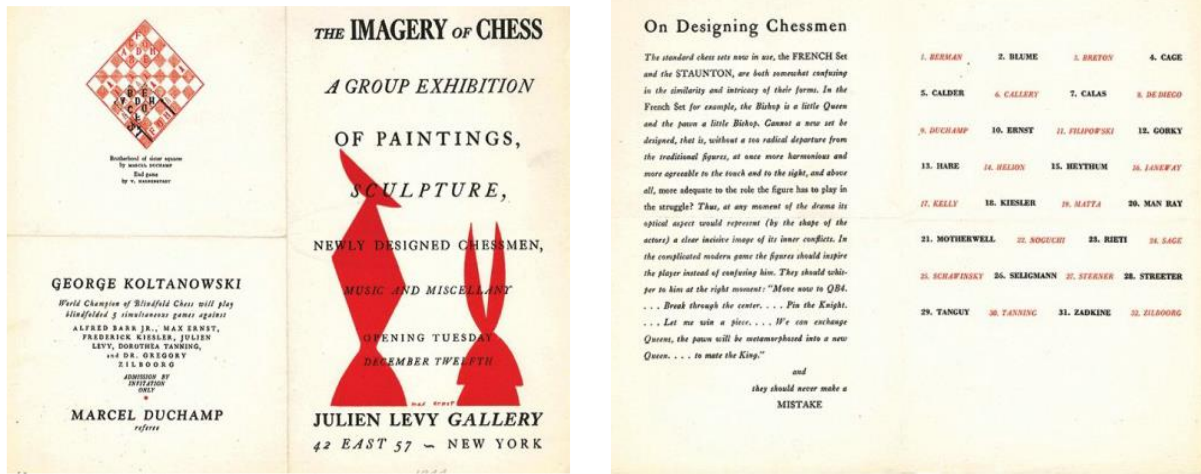 Brotherhood of sister squares
by MARCEL DUCHAMP
End game
by V. HALBERSTADT
GEORGE KOLTANOWSKI
World Champion of Blindfold Chess will play
blindfolded 5 simultaneous games against
ALFRED BARR JR., MAX ERNST,
FREDERICK KIESLER, JULIEN
LEVY, DOROTHEA TANNING,
and DR. GREGORY
ZILBOORG
ADMISSION BY
INVITATION
ONLY
MARCEL DUCHAMP
referee
THE IMAGERY OF CHESS
A GROUP EXHIBITION
OF PAINTINGS,
SCULPTURE,
NEWLY DESIGNED CHESSMEN,
MUSIC AND MISCELLANY
OPENING TUESDAY
DECEMBER TWELFTH
MAX ERNST
JULIEN LEVY GALLERY
42 EAST 57 ~ NEW YORK
On Designing Chessmen
The standard chess sets now in use, the FRENCH Set
and the STAUNTON, are both somewhat confusing
in the similarity and intricacy of their forms. In the
French Set for example, the Bishop is a little Queen
and the pawn a little Bishop. Cannot a new set be
designed, that is, without a too radical departure from
the traditional figures, at once more harmonious and
more agreeable to the touch and to the sight, and above
all, more adequate to the role the figure has to play in
the struggle? Thus, at any moment of the drama its
optical aspect would represent (by the shape of the
actors) a clear incisive image of its inner conflicts. In
the complicated modern game the figures should inspire
the player instead of confusing him. They should whis-
per to him at the right moment: "Move now to QB4.
. . . Break through the center. . . . Pin the Knight.
. . . Let me win a piece. . . . We can exchange
Queens, the pawn will be metamorphosed into a new
Queen. . . . to mate the King."
and
they should never make a
MISTAKE
1. BERMAN 2. BLUME 3. BRETON 4. CAGE
5. CALDER 6. CALLERY 7. CALAS 8. DE DIEGO
9. DUCHAMP 10. ERNST 11. FILIPOWSKI 12. GORKY
13. HARE 14. HELION 15. HEYTHUM 16. JANEWAY
17. KELLY 18. KIESLER 19. MATTA 20. MAN RAY
21. MOTHERWELL 22. NOGUCHI 23. RIETI 24. SAGE
25. SCHAWINSKY 26. SELIGMANN 27. STERNER 28. STREETER
29. TANGUY 30. TANNING 31. ZADKINE 32. ZILBOORG